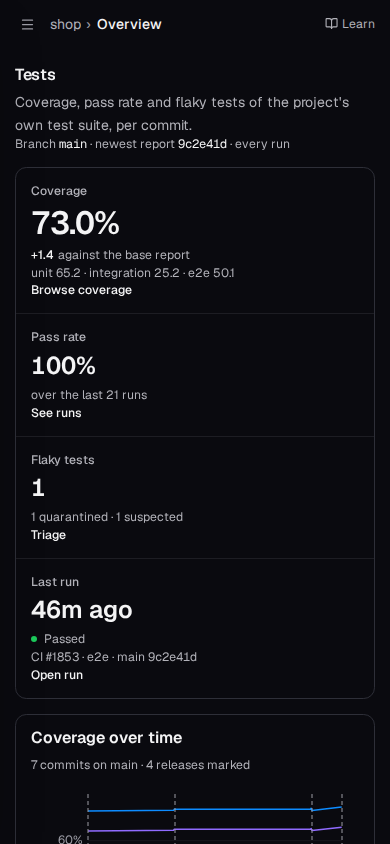 shop › Overview
Learn
Tests
Coverage, pass rate and flaky tests of the project's
own test suite, per commit.
Branch main · newest report 9c2e41d · every run
Coverage
73.0%
+1.4 against the base report
unit 65.2 · integration 25.2 · e2e 50.1
Browse coverage
Pass rate
100%
over the last 21 runs
See runs
Flaky tests
1
1 quarantined · 1 suspected
Triage
Last run
46m ago
Passed
CI #1853 · e2e · main 9c2e41d
Open run
Coverage over time
7 commits on main · 4 releases marked
60%